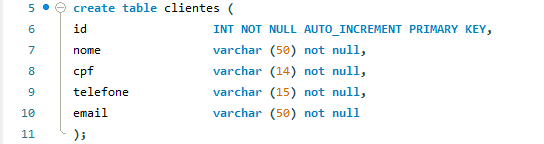 5 create table clientes (
6 id INT NOT NULL AUTO_INCREMENT PRIMARY KEY,
7 nome varchar (50) not null,
8 cpf varchar (14) not null,
9 telefone varchar (15) not null,
10 email varchar (50) not null
11 );